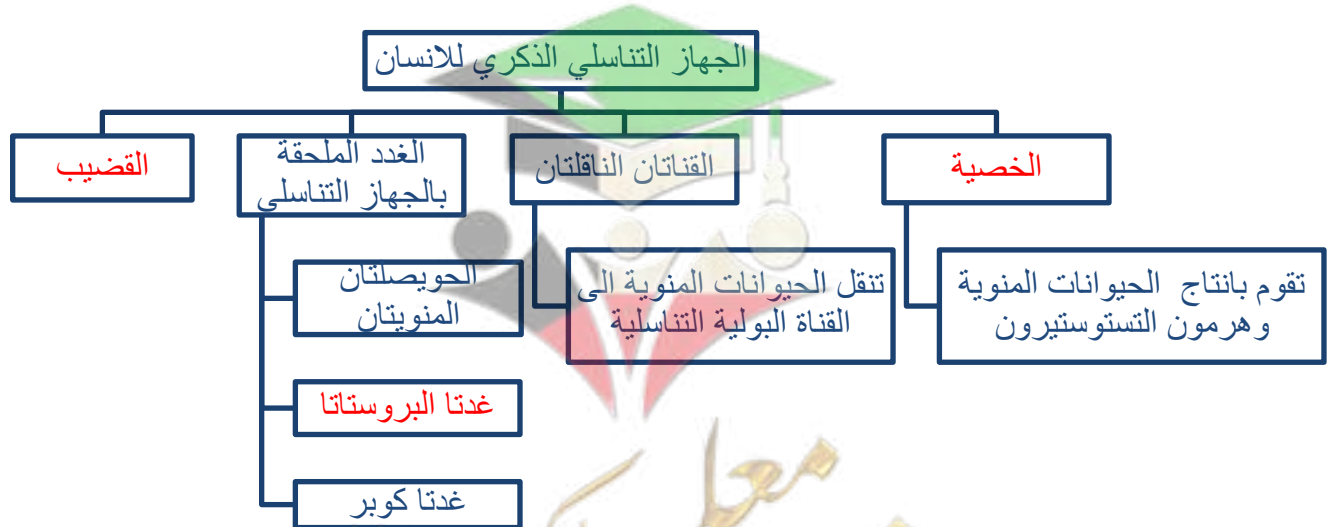 الجهاز التناسلي الذكري للانسان
الخصية
القناتان الناقلتان
الغدد الملحقة
بالجهاز التناسلي
القضيب
تقوم بانتاج الحيوانات المنوية
وهرمون التستوستيرون
تنقل الحيوانات المنوية الى
القناة البولية التناسلية
الحويصلتان
المنويتان
غدتا البروستاتا
غدتا كوبر